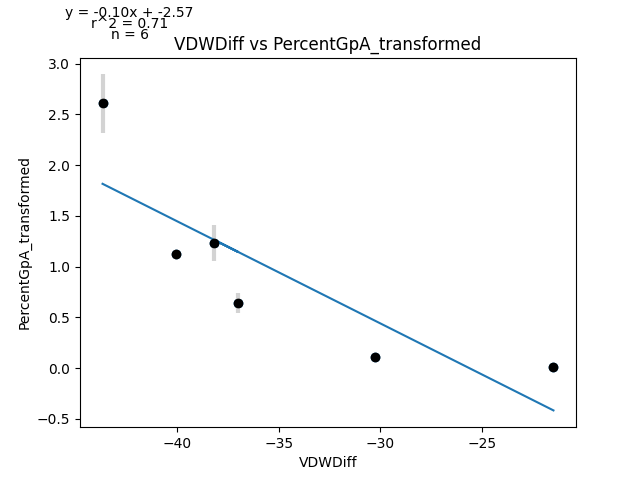 y = -0.10x + -2.57
r^2 = 0.71
n = 6
VDWDiff vs PercentGpA_transformed
3.0
2.5
2.0
1.5
1.0
0.5
0.0
−0.5
PercentGpA_transformed
−40 −35 −30 −25
VDWDiff